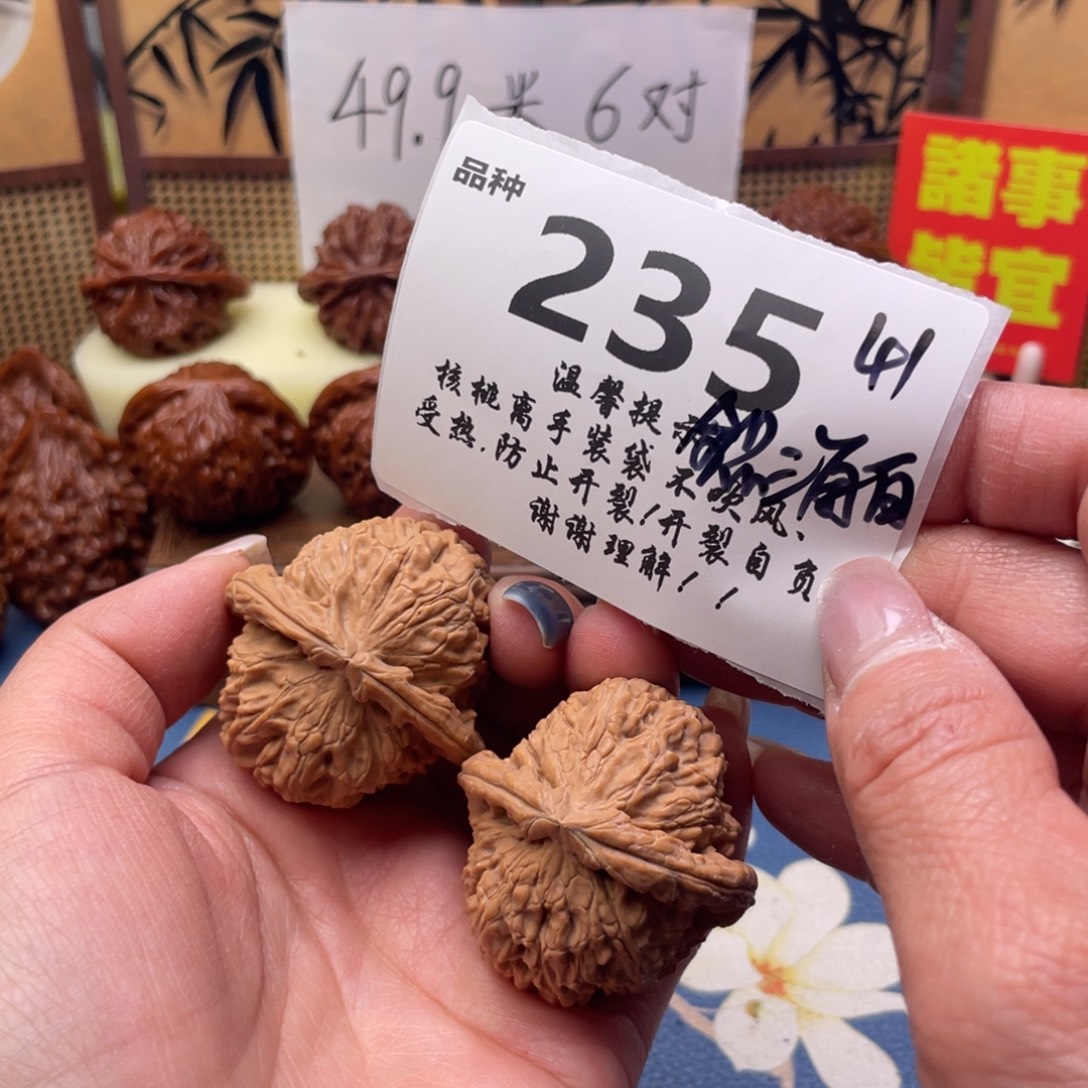 49.9米 6对
諸事
皆宜
品种
235
41
温馨提示
核桃离手装袋不吹风、
受热.防止开裂!开裂自负
谢谢理解!!